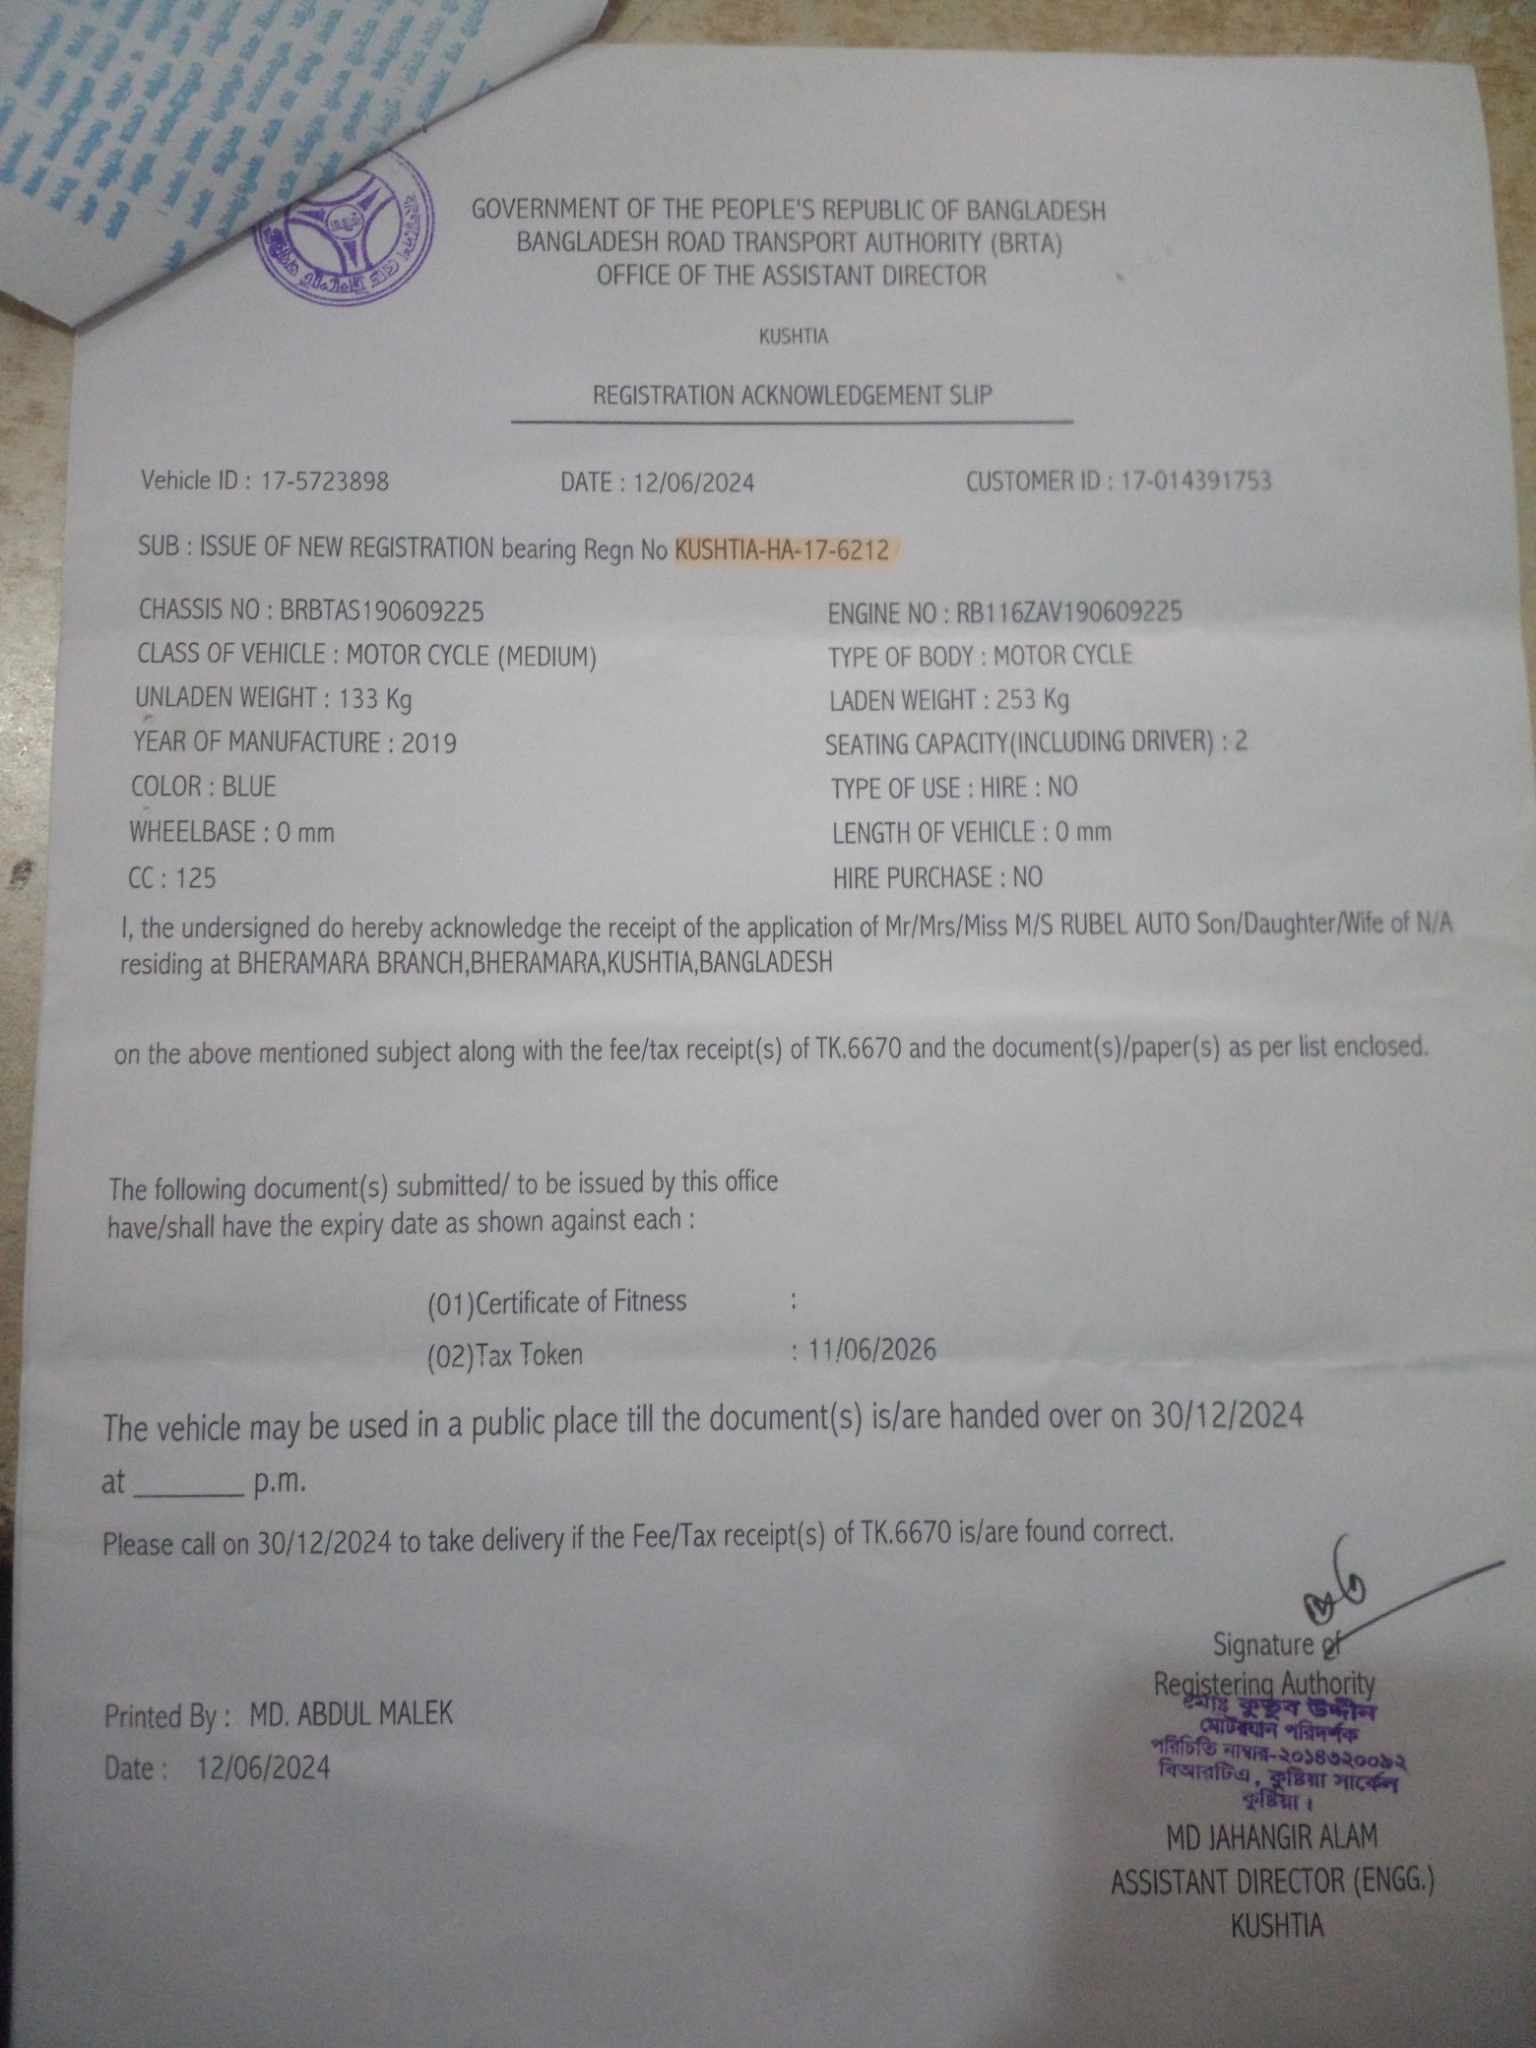 GOVERNMENT OF THE PEOPLE'S REPUBLIC OF BANGLADESH
BANGLADESH ROAD TRANSPORT AUTHORITY (BRTA)
OFFICE OF THE ASSISTANT DIRECTOR
KUSHTIA
REGISTRATION ACKNOWLEDGEMENT SLIP
Vehicle ID : 17-5723898 DATE : 12/06/2024 CUSTOMER ID : 17-014391753
SUB : ISSUE OF NEW REGISTRATION bearing Regn No KUSHTIA-HA-17-6212
CHASSIS NO : BRBTAS190609225 ENGINE NO : RB116ZAV190609225
CLASS OF VEHICLE : MOTOR CYCLE (MEDIUM) TYPE OF BODY : MOTOR CYCLE
UNLADEN WEIGHT : 133 Kg LADEN WEIGHT : 253 Kg
YEAR OF MANUFACTURE : 2019 SEATING CAPACITY(INCLUDING DRIVER) : 2
COLOR : BLUE TYPE OF USE : HIRE : NO
WHEELBASE : 0 mm LENGTH OF VEHICLE : 0 mm
CC : 125 HIRE PURCHASE : NO
I, the undersigned do hereby acknowledge the receipt of the application of Mr/Mrs/Miss M/S RUBEL AUTO Son/Daughter/Wife of N/A
residing at BHERAMARA BRANCH,BHERAMARA,KUSHTIA,BANGLADESH
on the above mentioned subject along with the fee/tax receipt(s) of TK.6670 and the document(s)/paper(s) as per list enclosed.
The following document(s) submitted/ to be issued by this office
have/shall have the expiry date as shown against each :
(01)Certificate of Fitness :
(02)Tax Token : 11/06/2026
The vehicle may be used in a public place till the document(s) is/are handed over on 30/12/2024
at _______ p.m.
Please call on 30/12/2024 to take delivery if the Fee/Tax receipt(s) of TK.6670 is/are found correct.
Signature of
Registering Authority
মোঃ কুতুব উদ্দীন
মোটরযান পরিদর্শক
পরিচিতি নাম্বার-২০১৪৩২০০৯২
বিআরটিএ, কুষ্টিয়া সার্কেল
কুষ্টিয়া।
Printed By : MD. ABDUL MALEK
Date : 12/06/2024
MD JAHANGIR ALAM
ASSISTANT DIRECTOR (ENGG.)
KUSHTIA